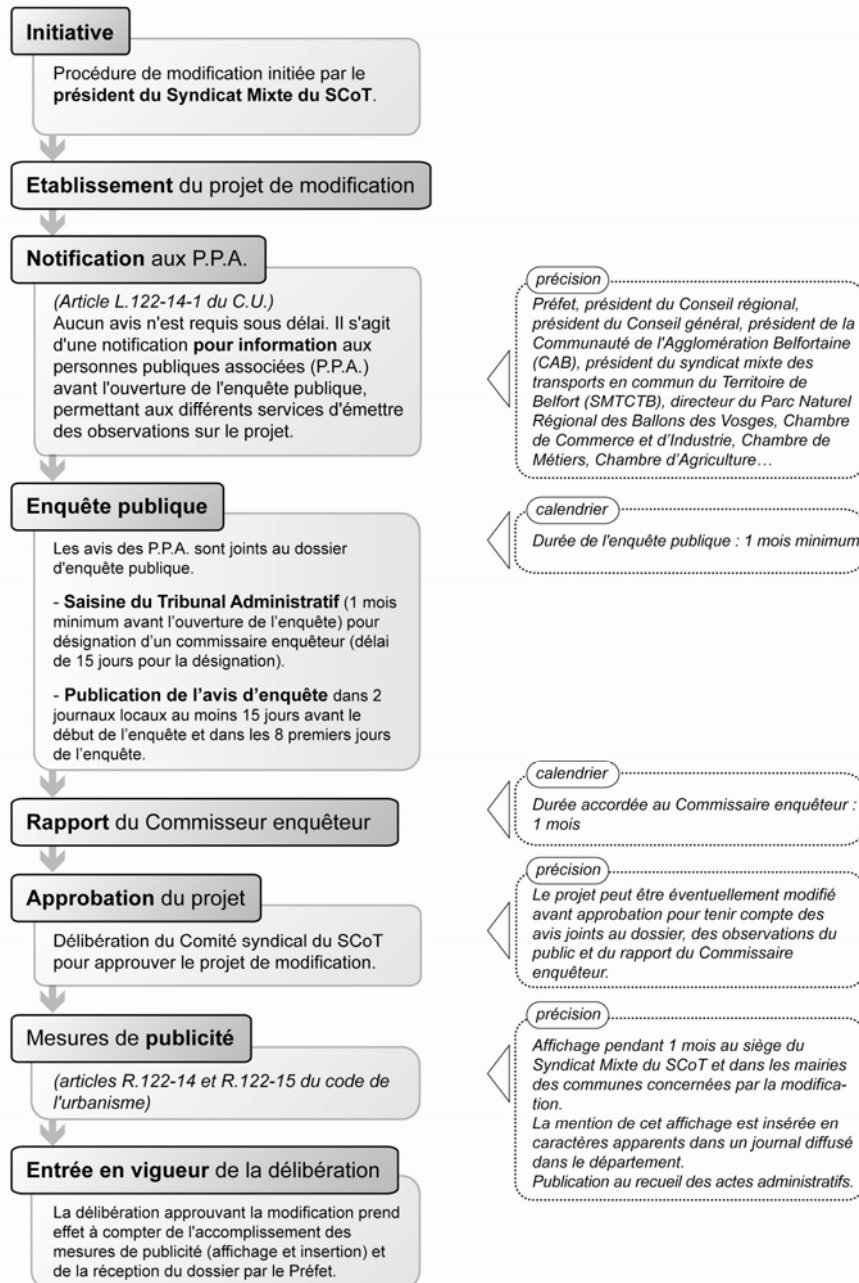 Initiative
Procédure de modification initiée par le
président du Syndicat Mixte du SCoT.
Etablissement du projet de modification
Notification aux P.P.A.
(Article L.122-14-1 du C.U.)
Aucun avis n'est requis sous délai. Il s'agit
d'une notification pour information aux
personnes publiques associées (P.P.A.)
avant l'ouverture de l'enquête publique,
permettant aux différents services d'émettre
des observations sur le projet.
précision
Préfet, président du Conseil régional,
président du Conseil général, président de la
Communauté de l'Agglomération Belfortaine
(CAB), président du syndicat mixte des
transports en commun du Territoire de
Belfort (SMTCTB), directeur du Parc Naturel
Régional des Ballons des Vosges, Chambre
de Commerce et d'Industrie, Chambre de
Métiers, Chambre d'Agriculture…
Enquête publique
Les avis des P.P.A. sont joints au dossier
d'enquête publique.
- Saisine du Tribunal Administratif (1 mois
minimum avant l'ouverture de l'enquête) pour
désignation d'un commissaire enquêteur (délai
de 15 jours pour la désignation).
- Publication de l'avis d'enquête dans 2
journaux locaux au moins 15 jours avant le
début de l'enquête et dans les 8 premiers jours
de l'enquête.
calendrier
Durée de l'enquête publique : 1 mois minimum
Rapport du Commisseur enquêteur
calendrier
Durée accordée au Commissaire enquêteur :
1 mois
Approbation du projet
Délibération du Comité syndical du SCoT
pour approuver le projet de modification.
précision
Le projet peut être éventuellement modifié
avant approbation pour tenir compte des
avis joints au dossier, des observations du
public et du rapport du Commissaire
enquêteur.
Mesures de publicité
(articles R.122-14 et R.122-15 du code de
l'urbanisme)
précision
Affichage pendant 1 mois au siège du
Syndicat Mixte du SCoT et dans les mairies
des communes concernées par la modifica-
tion.
La mention de cet affichage est insérée en
caractères apparents dans un journal diffusé
dans le département.
Publication au recueil des actes administratifs.
Entrée en vigueur de la délibération
La délibération approuvant la modification prend
effet à compter de l'accomplissement des
mesures de publicité (affichage et insertion) et
de la réception du dossier par le Préfet.